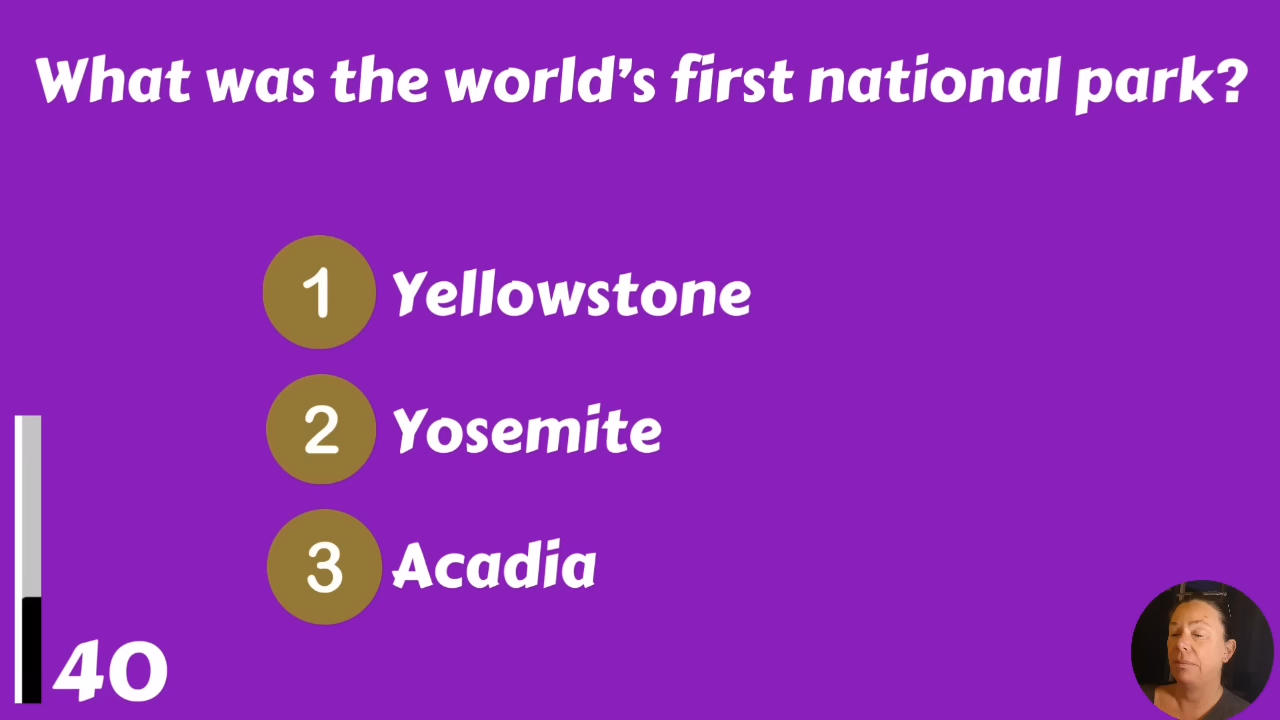 What was the world's first national park?
1 Yellowstone
2 Yosemite
3 Acadia
40